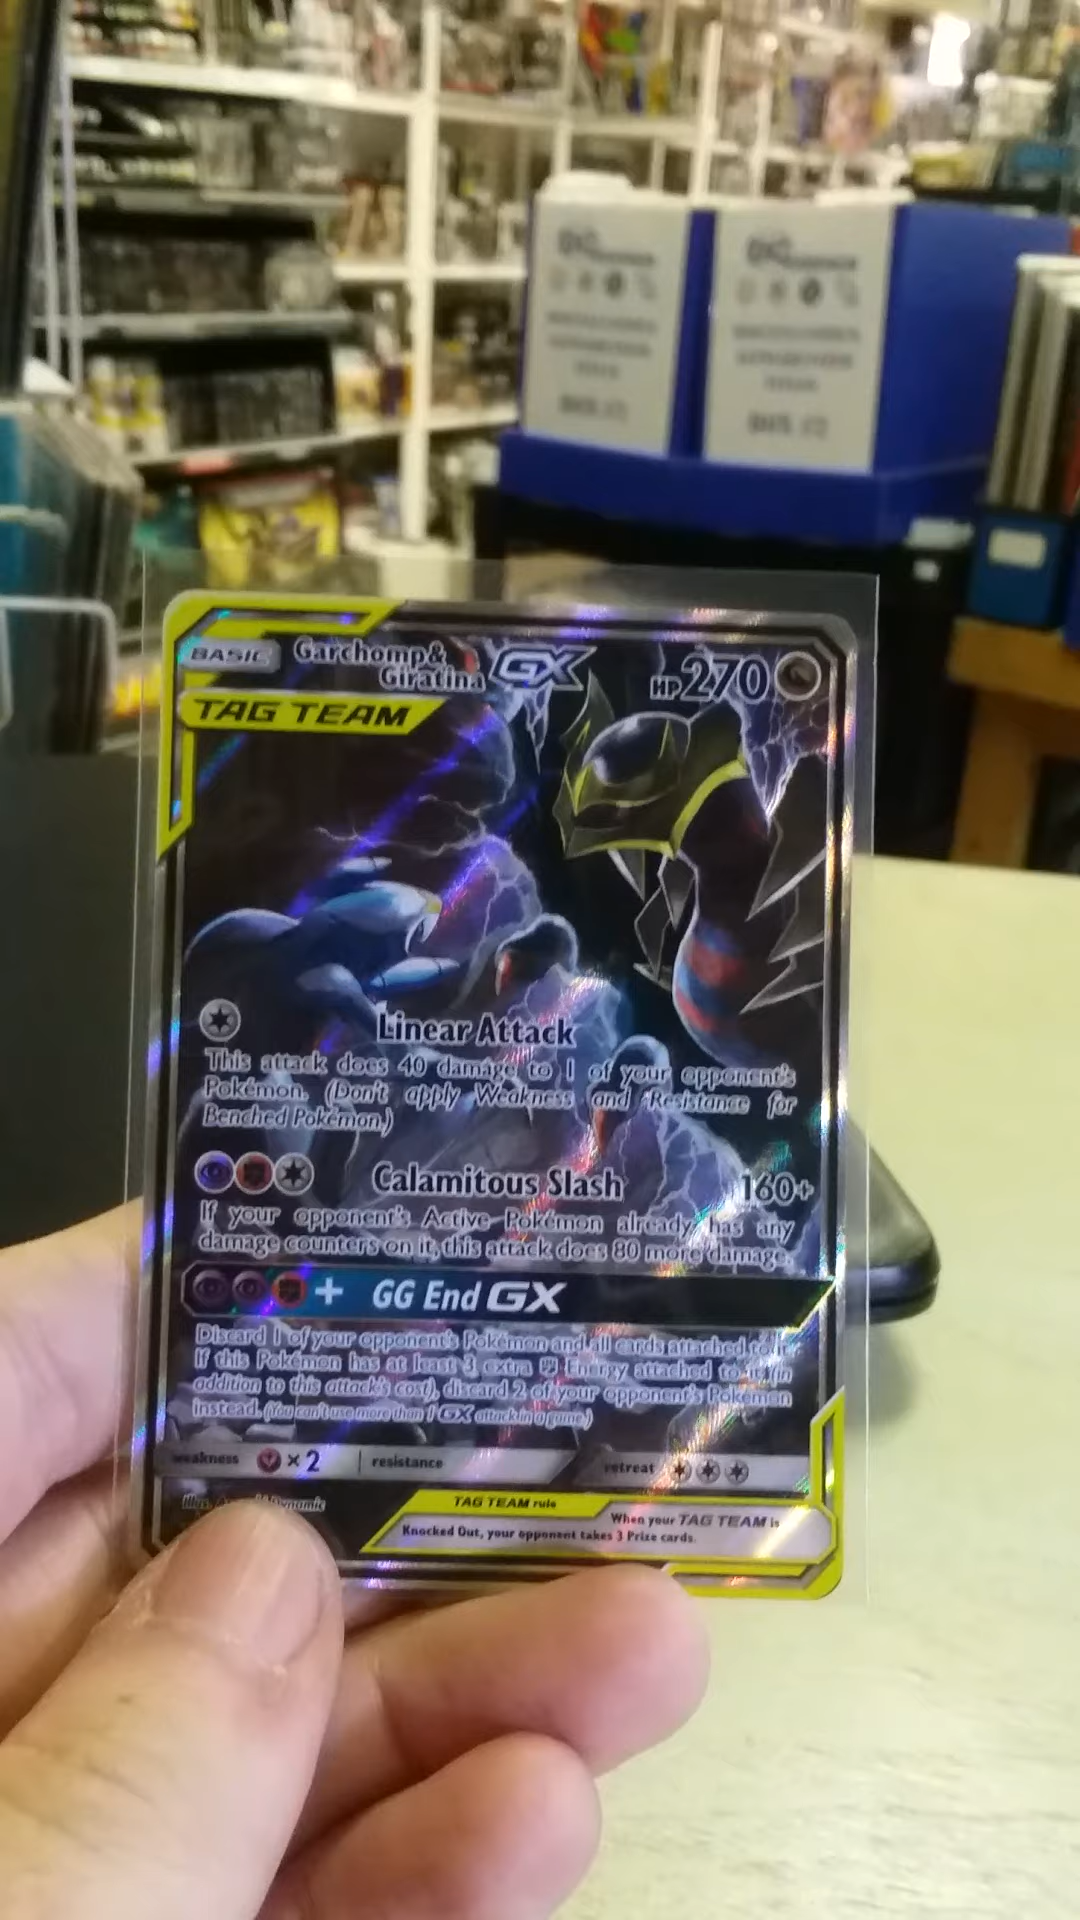 BASIC
Garchomp&
Giratina
GX
HP 270
TAG TEAM
Linear Attack
This attack does 40 damage to 1 of your opponent's
Pokémon. (Don't apply Weakness and Resistance for
Benched Pokémon.)
Calamitous Slash 160+
If your opponent's Active Pokémon already has any
damage counters on it, this attack does 80 more damage.
+ GG End GX
Discard 1 of your opponent's Pokémon and all cards attached to it.
If this Pokémon has at least 3 extra Energy attached to it (in
addition to this attack's cost), discard 2 of your opponent's Pokémon
instead. (You can't use more than 1 GX attack in a game.)
weakness ×2 resistance retreat
Illus. Dynamic
TAG TEAM rule
When your TAG TEAM is
Knocked Out, your opponent takes 3 Prize cards.